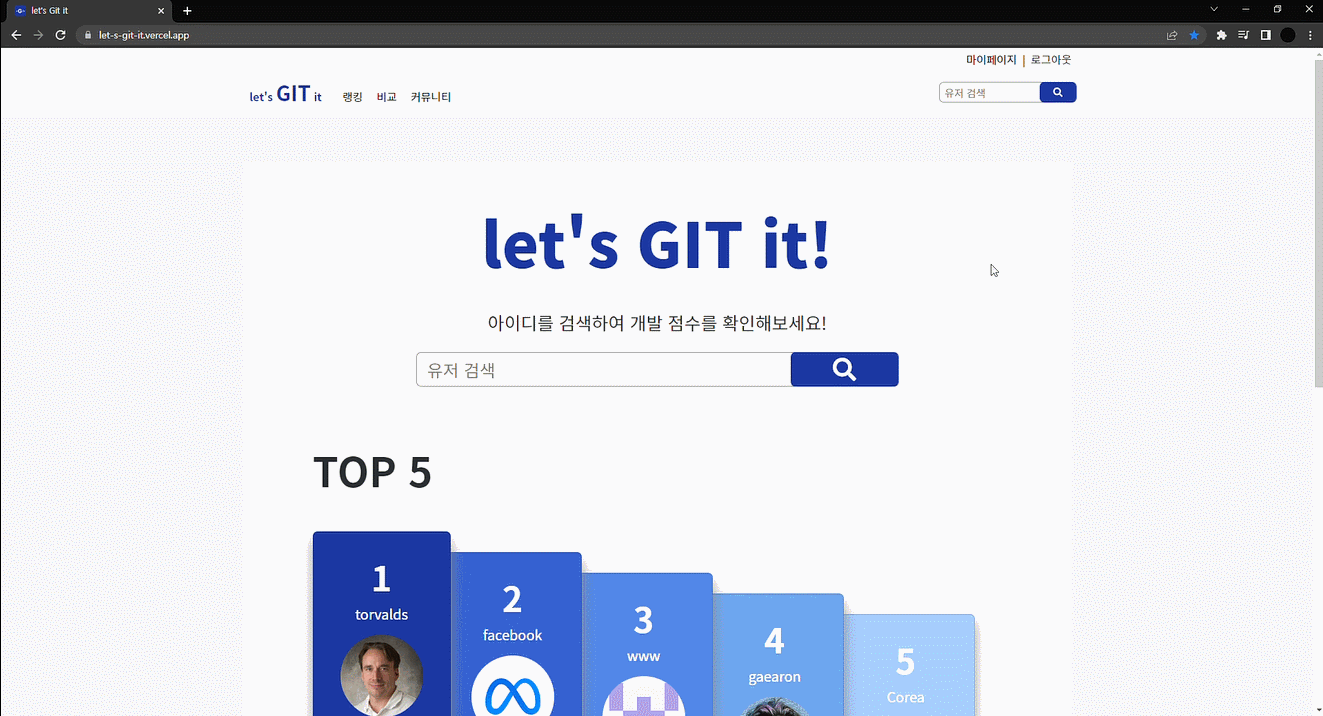 let's Git it
let-s-git-it.vercel.app
마이페이지 | 로그아웃
let's GIT it 랭킹 비교 커뮤니티
유저 검색
let's GIT it!
아이디를 검색하여 개발 점수를 확인해보세요!
유저 검색
TOP 5
1
torvalds
2
facebook
3
www
4
gaearon
5
Corea